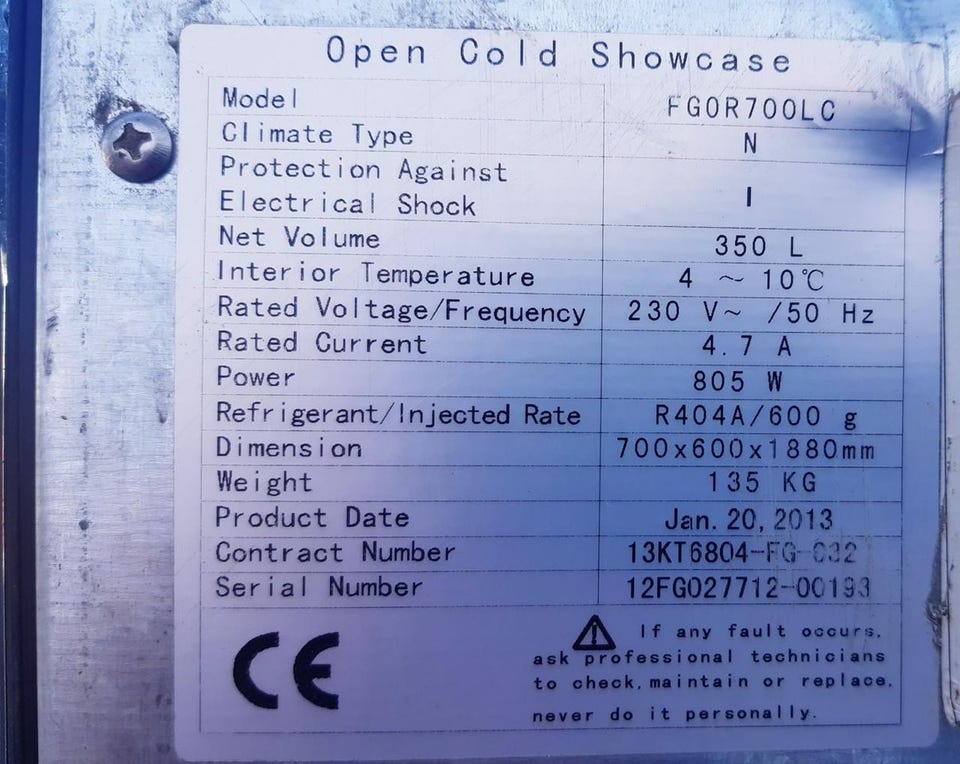 Open Cold Showcase
Model FGOR700LC
Climate Type N
Protection Against
Electrical Shock I
Net Volume 350 L
Interior Temperature 4 ~ 10℃
Rated Voltage/Frequency 230 V~ /50 Hz
Rated Current 4.7 A
Power 805 W
Refrigerant/Injected Rate R404A/600 g
Dimension 700x600x1880mm
Weight 135 KG
Product Date Jan. 20, 2013
Contract Number 13KT6804-FG-032
Serial Number 12FG027712-00193
CE
If any fault occurs,
ask professional technicians
to check, maintain or replace.
never do it personally.